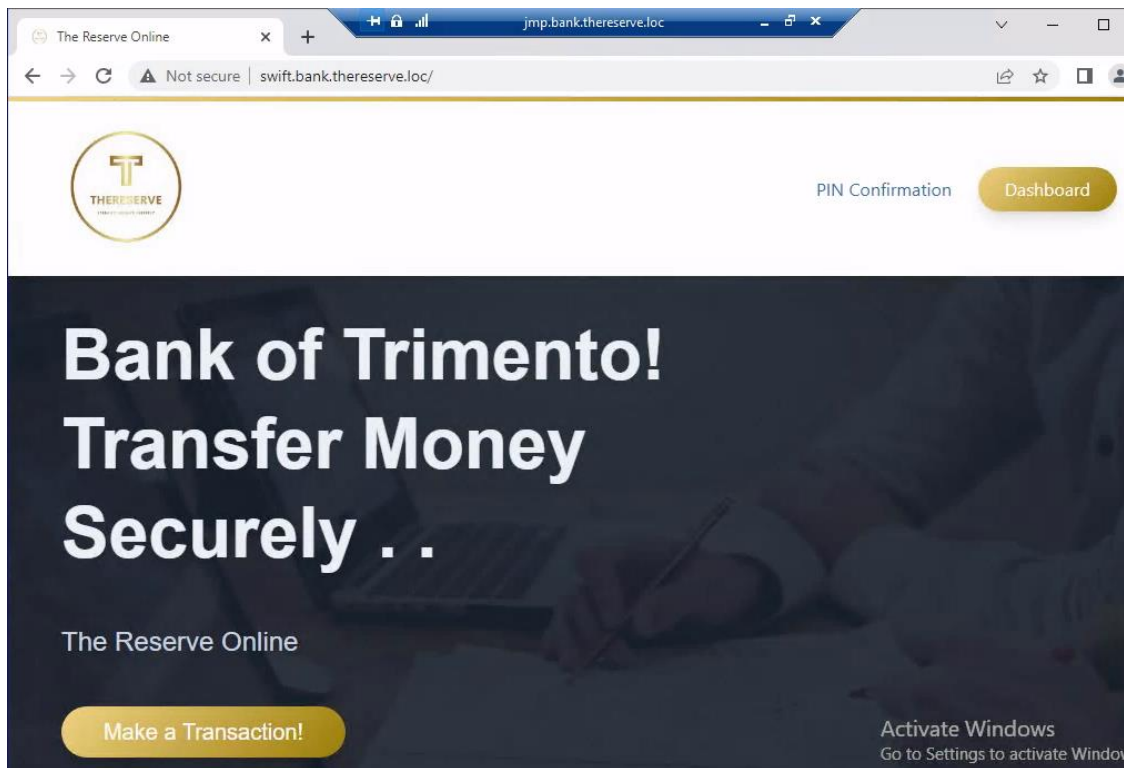 The Reserve Online
jmp.bank.thereserve.loc
Not secure | swift.bank.thereserve.loc/
THERESERVE
PIN Confirmation
Dashboard
Bank of Trimento!
Transfer Money
Securely . .
The Reserve Online
Make a Transaction!
Activate Windows
Go to Settings to activate Window